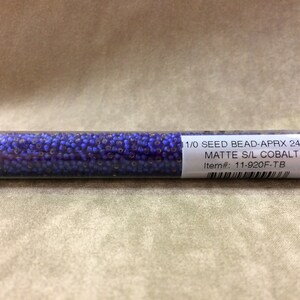 1/0 SEED BEAD-APRX 24
MATTE S/L COBALT
Item#: 11-920F-TB